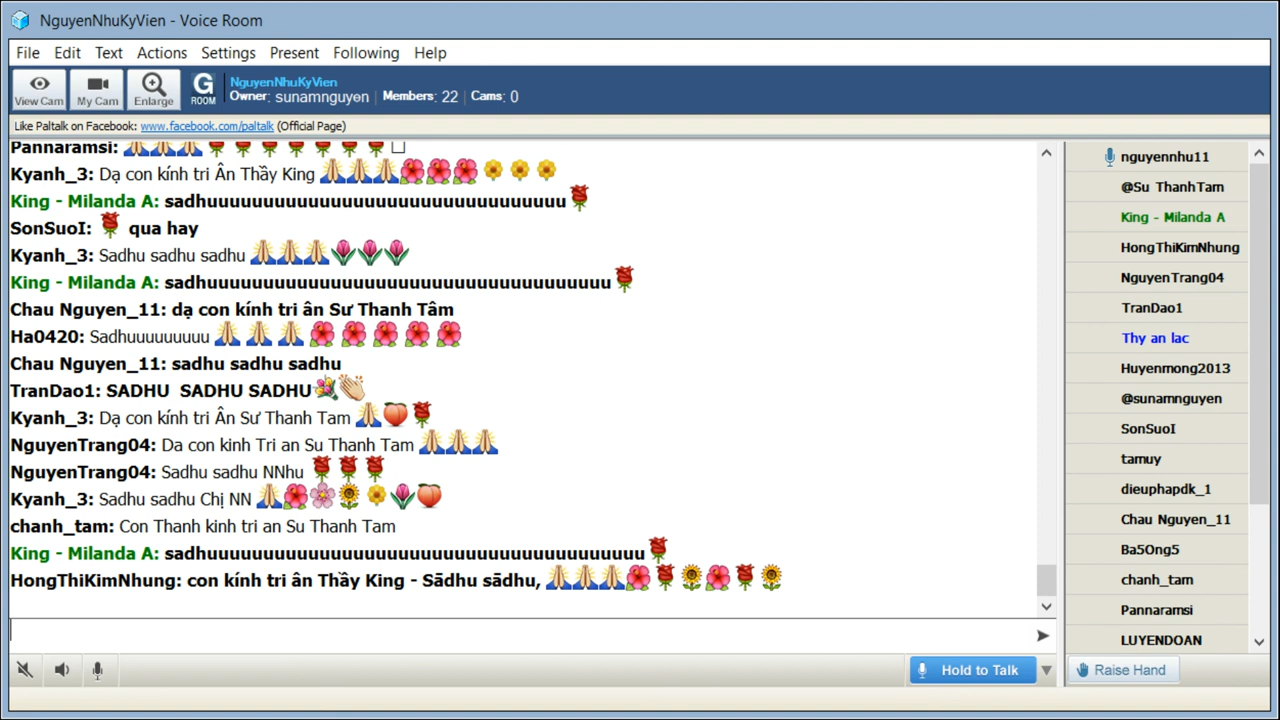 NguyenNhuKyVien - Voice Room
File Edit Text Actions Settings Present Following Help
View Cam My Cam Enlarge G ROOM
NguyenNhuKyVien
Owner: sunamnguyen | Members: 22 | Cams: 0
Like Paltalk on Facebook: www.facebook.com/paltalk (Official Page)
Pannaramsi: 🙏🙏🙏🌹🌹🌹🌹🌹🌹🌹□
Kyanh_3: Dạ con kính tri Ân Thầy King 🙏🙏🙏🌺🌺🌺🌼🌼🌼
King - Milanda A: sadhuuuuuuuuuuuuuuuuuuuuuuuuuuuuuuuu🌹
SonSuoI: 🌹 qua hay
Kyanh_3: Sadhu sadhu sadhu 🙏🙏🙏🌷🌷🌷
King - Milanda A: sadhuuuuuuuuuuuuuuuuuuuuuuuuuuuuuuuuuuuu🌹
Chau Nguyen_11: dạ con kính tri ân Sư Thanh Tâm
Ha0420: Sadhuuuuuuuuu 🙏 🙏 🙏 🌺 🌺 🌺 🌺 🌺
Chau Nguyen_11: sadhu sadhu sadhu
TranDao1: SADHU SADHU SADHU💐👏
Kyanh_3: Dạ con kính tri Ân Sư Thanh Tam 🙏🍑🌹
NguyenTrang04: Da con kinh Tri an Su Thanh Tam 🙏🙏🙏
NguyenTrang04: Sadhu sadhu NNhu 🌹🌹🌹
Kyanh_3: Sadhu sadhu Chị NN 🙏🌺🌸🌻🌼🌷🍑
chanh_tam: Con Thanh kinh tri an Su Thanh Tam
King - Milanda A: sadhuuuuuuuuuuuuuuuuuuuuuuuuuuuuuuuuuuuuuuu🌹
HongThiKimNhung: con kính tri ân Thầy King - Sādhu sādhu, 🙏🙏🙏🌺🌹🌻🌺🌹🌻
Hold to Talk
nguyennhu11
@Su ThanhTam
King - Milanda A
HongThiKimNhung
NguyenTrang04
TranDao1
Thy an lac
Huyenmong2013
@sunamnguyen
SonSuoI
tamuy
dieuphapdk_1
Chau Nguyen_11
Ba5Ong5
chanh_tam
Pannaramsi
LUYENDOAN
Raise Hand